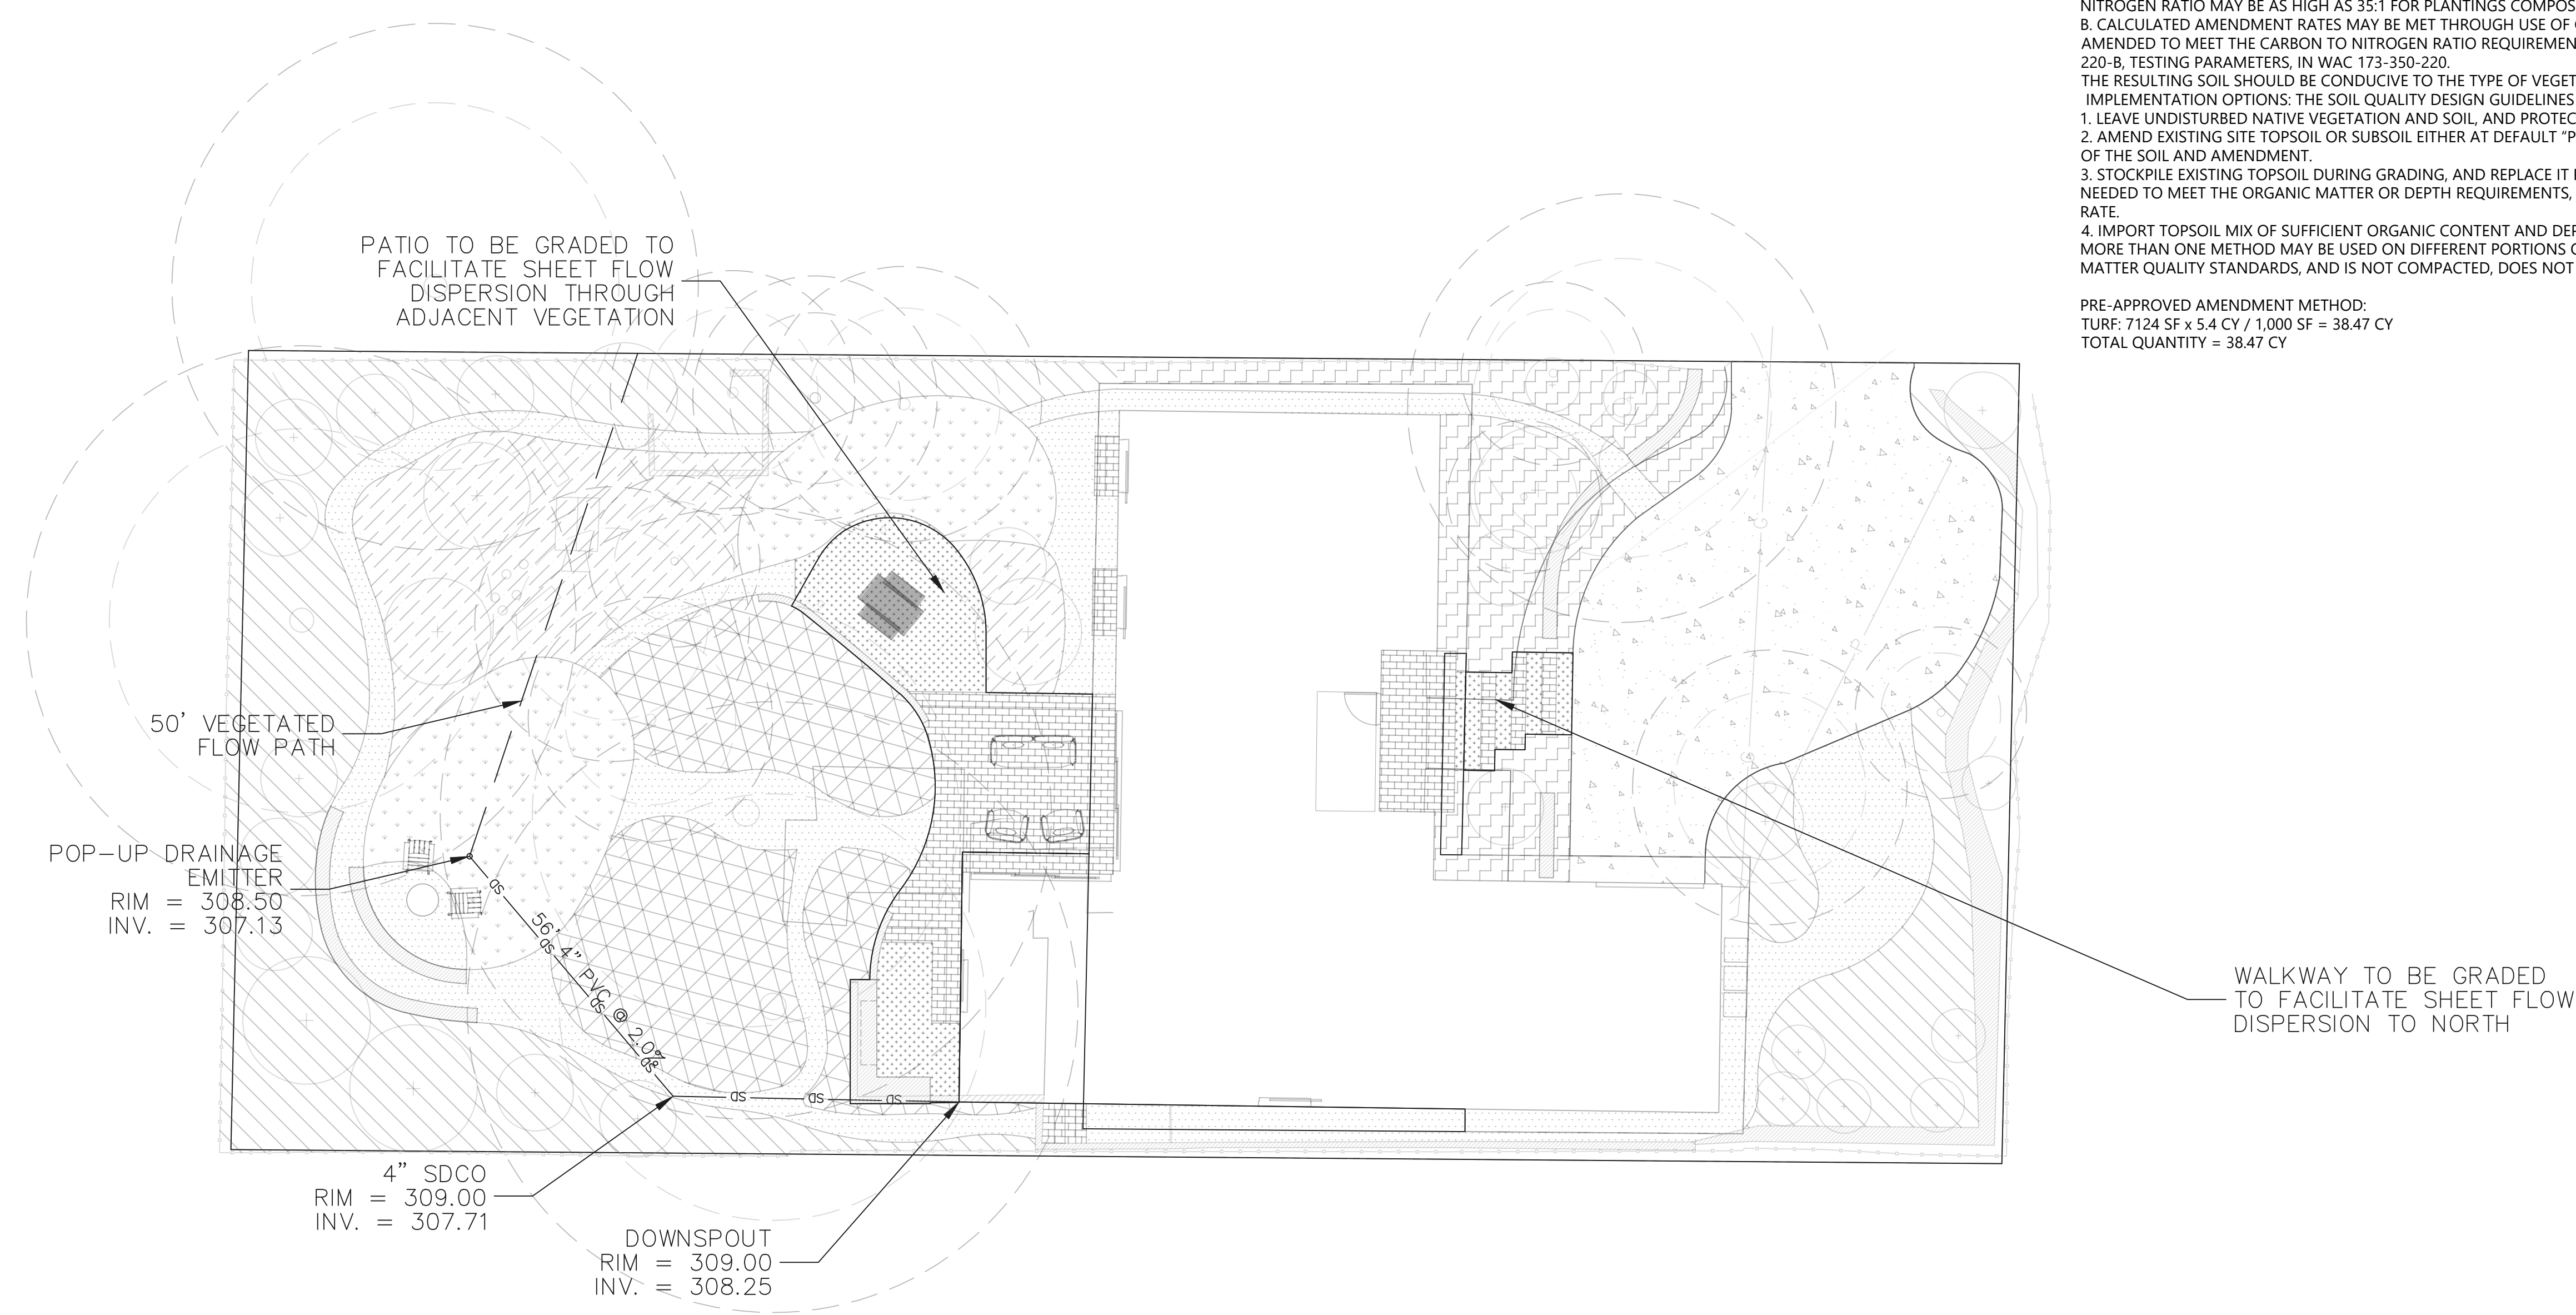 NITROGEN RATIO MAY BE AS HIGH AS 35:1 FOR PLANTINGS
B. CALCULATED AMENDMENT RATES MAY BE MET THROUGH USE OF
AMENDED TO MEET THE CARBON TO NITROGEN RATIO
220-B, TESTING PARAMETERS, IN WAC 173-350-220.
THE RESULTING SOIL SHOULD BE CONDUCIVE TO THE TYPE OF
IMPLEMENTATION OPTIONS: THE SOIL QUALITY DESIGN GUIDELINES
1. LEAVE UNDISTURBED NATIVE VEGETATION AND SOIL, AND
2. AMEND EXISTING SITE TOPSOIL OR SUBSOIL EITHER AT DEFAULT
OF THE SOIL AND AMENDMENT.
3. STOCKPILE EXISTING TOPSOIL DURING GRADING, AND REPLACE IT
NEEDED TO MEET THE ORGANIC MATTER OR DEPTH REQUIREMENTS,
RATE.
4. IMPORT TOPSOIL MIX OF SUFFICIENT ORGANIC CONTENT AND
MORE THAN ONE METHOD MAY BE USED ON DIFFERENT PORTIONS
MATTER QUALITY STANDARDS, AND IS NOT COMPACTED, DOES NOT
PRE-APPROVED AMENDMENT METHOD:
TURF: 7124 SF x 5.4 CY / 1,000 SF = 38.47 CY
TOTAL QUANTITY = 38.47 CY
PATIO TO BE GRADED TO
FACILITATE SHEET FLOW
DISPERSION THROUGH
ADJACENT VEGETATION
G
P
G
50' VEGETATED
FLOW PATH
POP-UP DRAINAGE
EMITTER
RIM = 308.50
INV. = 307.13
SD
56' 4" PVC @ 2.0%
SD
SD
SD
SD
SD
SD
WALKWAY TO BE GRADED
TO FACILITATE SHEET FLOW
DISPERSION TO NORTH
4" SDCO
RIM = 309.00
INV. = 307.71
DOWNSPOUT
RIM = 309.00
INV. = 308.25